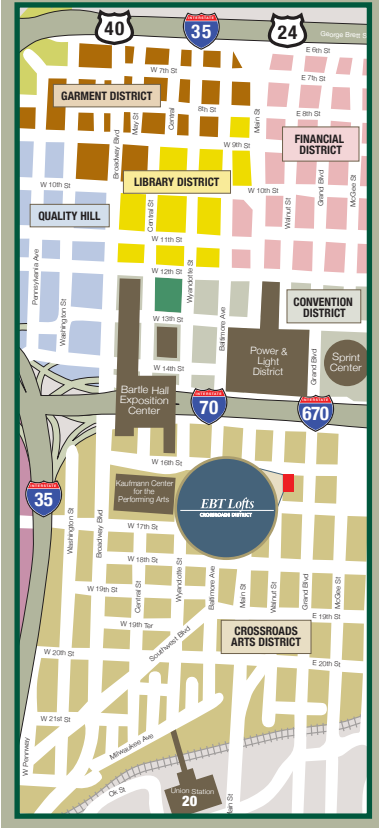 40
INTERSTATE
35
24
George Brett S
E 6th St
W 7th St
E 7th St
GARMENT DISTRICT
May St
Central
8th St
Main St
E 8th St
Broadway Blvd
W 9th St
FINANCIAL
DISTRICT
LIBRARY DISTRICT
W 10th St
W 10th St
Walnut St
Grand Blvd
McGee St
QUALITY HILL
Central St
W 11th St
Pennsylvania Ave
Washington St
W 12th St
Wyandotte St
CONVENTION
DISTRICT
W 13th St
Baltimore Ave
Power &
Light
District
Grand Blvd
Sprint
Center
W 14th St
Bartle Hall
Exposition
Center
INTERSTATE
70
INTERSTATE
670
W 16th St
INTERSTATE
35
Kaufmann Center
for the
Performing Arts
EBT Lofts
CROSSROADS DISTRICT
Washington St
Broadway Blvd
W 17th St
W 18th St
Wyandotte St
Baltimore Ave
Main St
Walnut St
Grand Blvd
McGee St
W 19th St
Central St
E 19th St
W 19th Ter
Southwest Blvd
CROSSROADS
ARTS DISTRICT
W 20th St
E 20th St
W 21st St
W Pennway
Milwaukee Ave
Ok St
Union Station
20
ain St